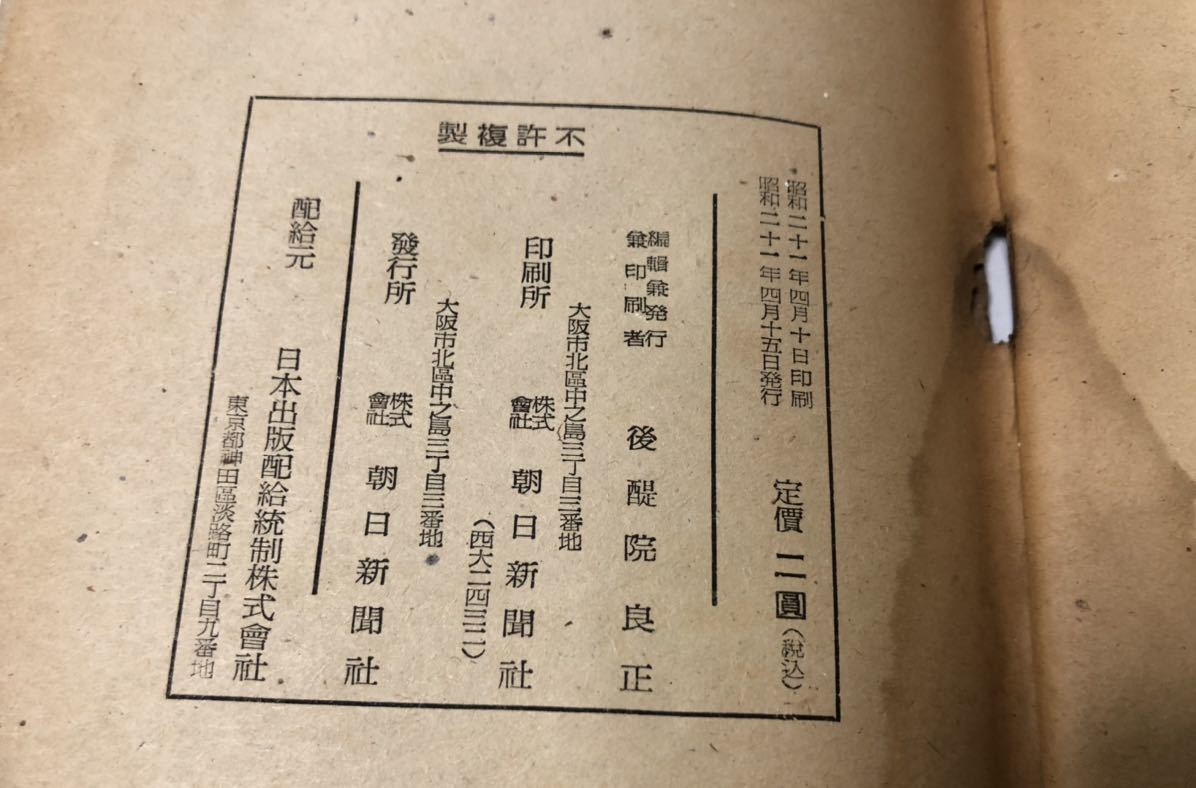 不許複製
昭和二十一年四月十日印刷
昭和二十一年四月十五日発行
定價二圓(税込)
編輯兼発行
兼印刷者
後醍院良正
大阪市北區中之島三丁目三番地
印刷所
株式會社
朝日新聞社
(西大二四三二)
大阪市北區中之島三丁目三番地
發行所
株式會社
朝日新聞社
配給元
日本出版配給統制株式會社
東京都神田區淡路町二丁目九番地